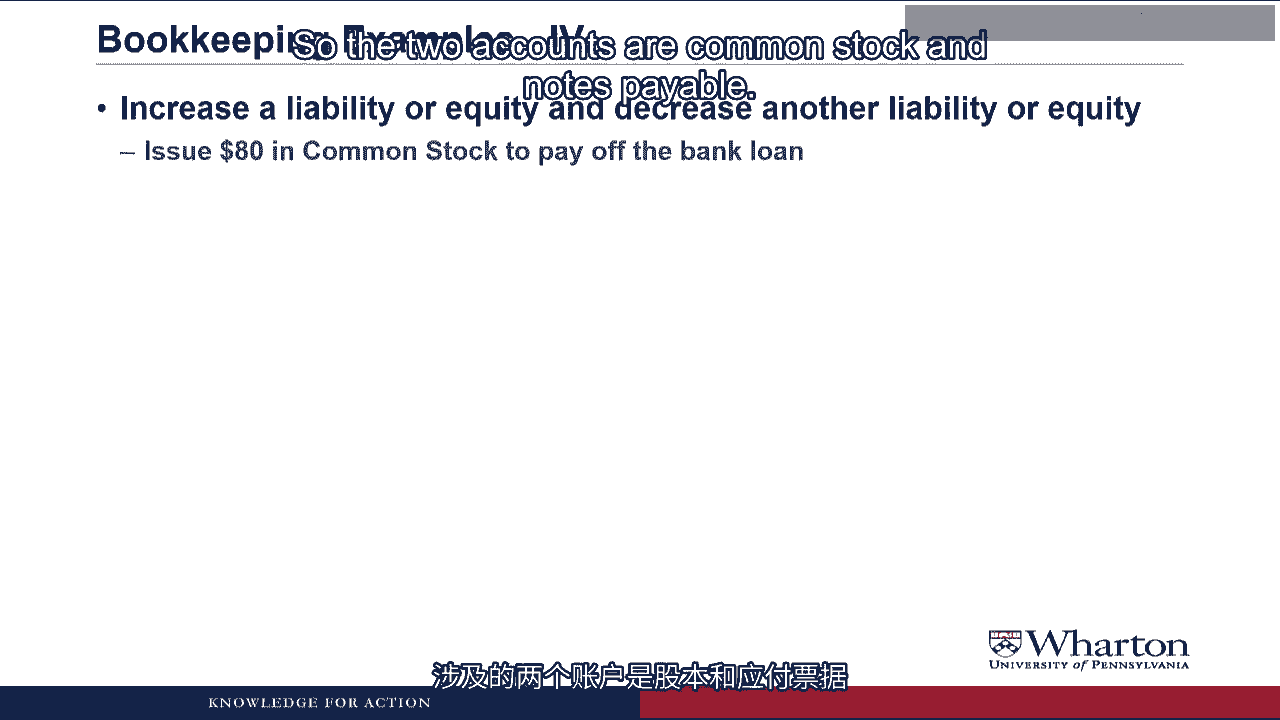 Bookkeeping Examples - IV
So the two accounts are common stock and
notes payable.
• Increase a liability or equity and decrease another liability or equity
– Issue $80 in Common Stock to pay off the bank loan
Wharton
UNIVERSITY of PENNSYLVANIA
涉及的两个账户是股本和应付票据
KNOWLEDGE FOR ACTION